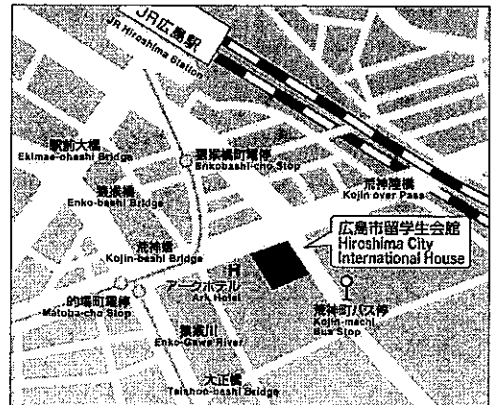 JR広島駅
JR Hiroshima Station
駅前大橋
Ekimae-ohashi Bridge
猿猴橋町電停
Enkobashi-cho Stop
猿猴橋
Enko-bashi Bridge
荒神陸橋
Kojin over Pass
荒神橋
Kojin-bashi Bridge
広島市留学生会館
Hiroshima City
International House
H
アークホテル
Ark Hotel
的場町電停
Matoba-cho Stop
荒神町バス停
Kojin-machi
Bus Stop
猿猴川
Enko-Gawa River
大正橋
Taishoo-bashi Bridge